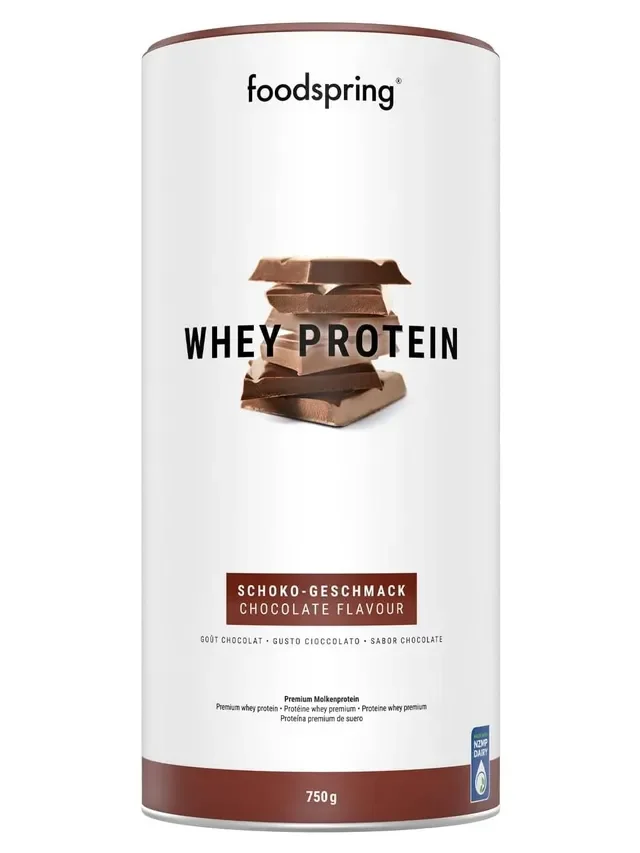 foodspring®
WHEY PROTEIN
SCHOKO-GESCHMACK
CHOCOLATE FLAVOUR
GOÛT CHOCOLAT • GUSTO CIOCCOLATO • SABOR CHOCOLATE
Premium Molkenprotein
Premium whey protein • Protéine whey premium • Proteine whey premium
Proteína premium de suero
NZMP
DAIRY
750 g